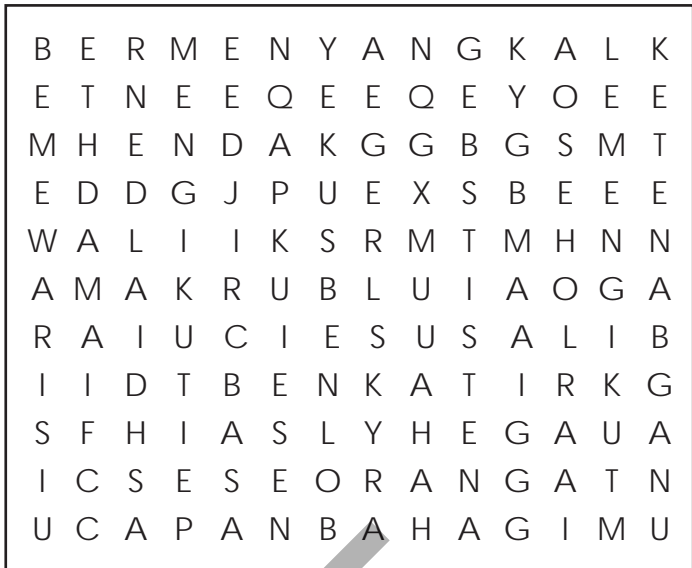 B E R M E N Y A N G K A L K
E T N E E Q E E Q E Y O E E
M H E N D A K G G B G S M T
E D D G J P U E X S B E E E
W A L I I K S R M T M H N N
A M A K R U B L U I A O G A
R A I U C I E S U S A L I B
I I D T B E N K A T I R K G
S F H I A S L Y H E G A U A
I C S E S E O R A N G A T N
U C A P A N B A H A G I M U